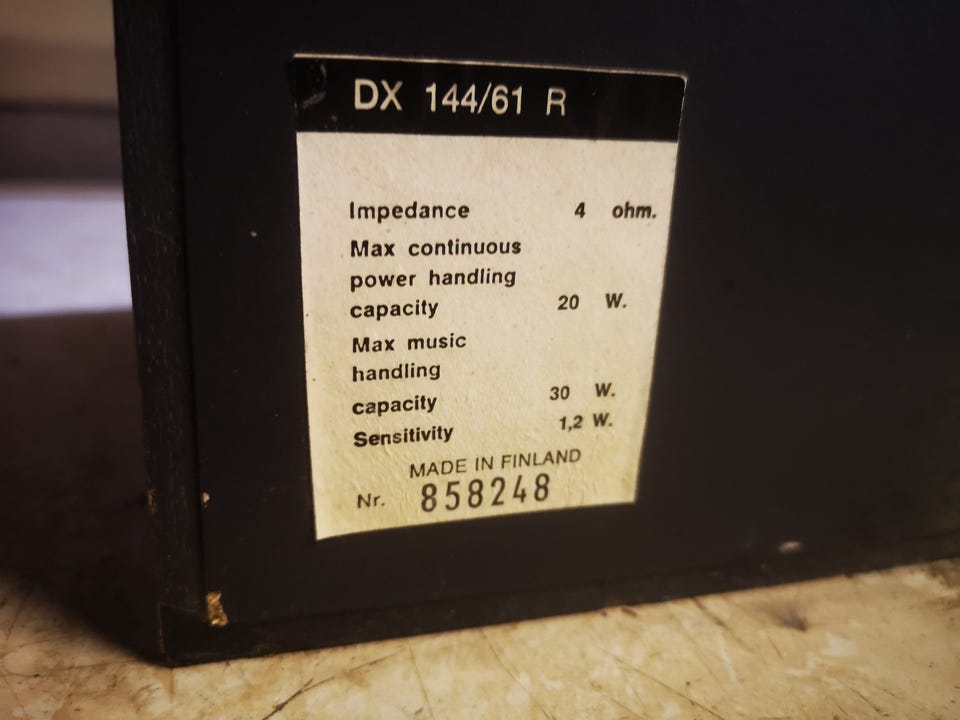 DX 144/61 R
Impedance 4 ohm.
Max continuous
power handling
capacity 20 W.
Max music
handling
capacity 30 W.
Sensitivity 1,2 W.
MADE IN FINLAND
Nr. 858248